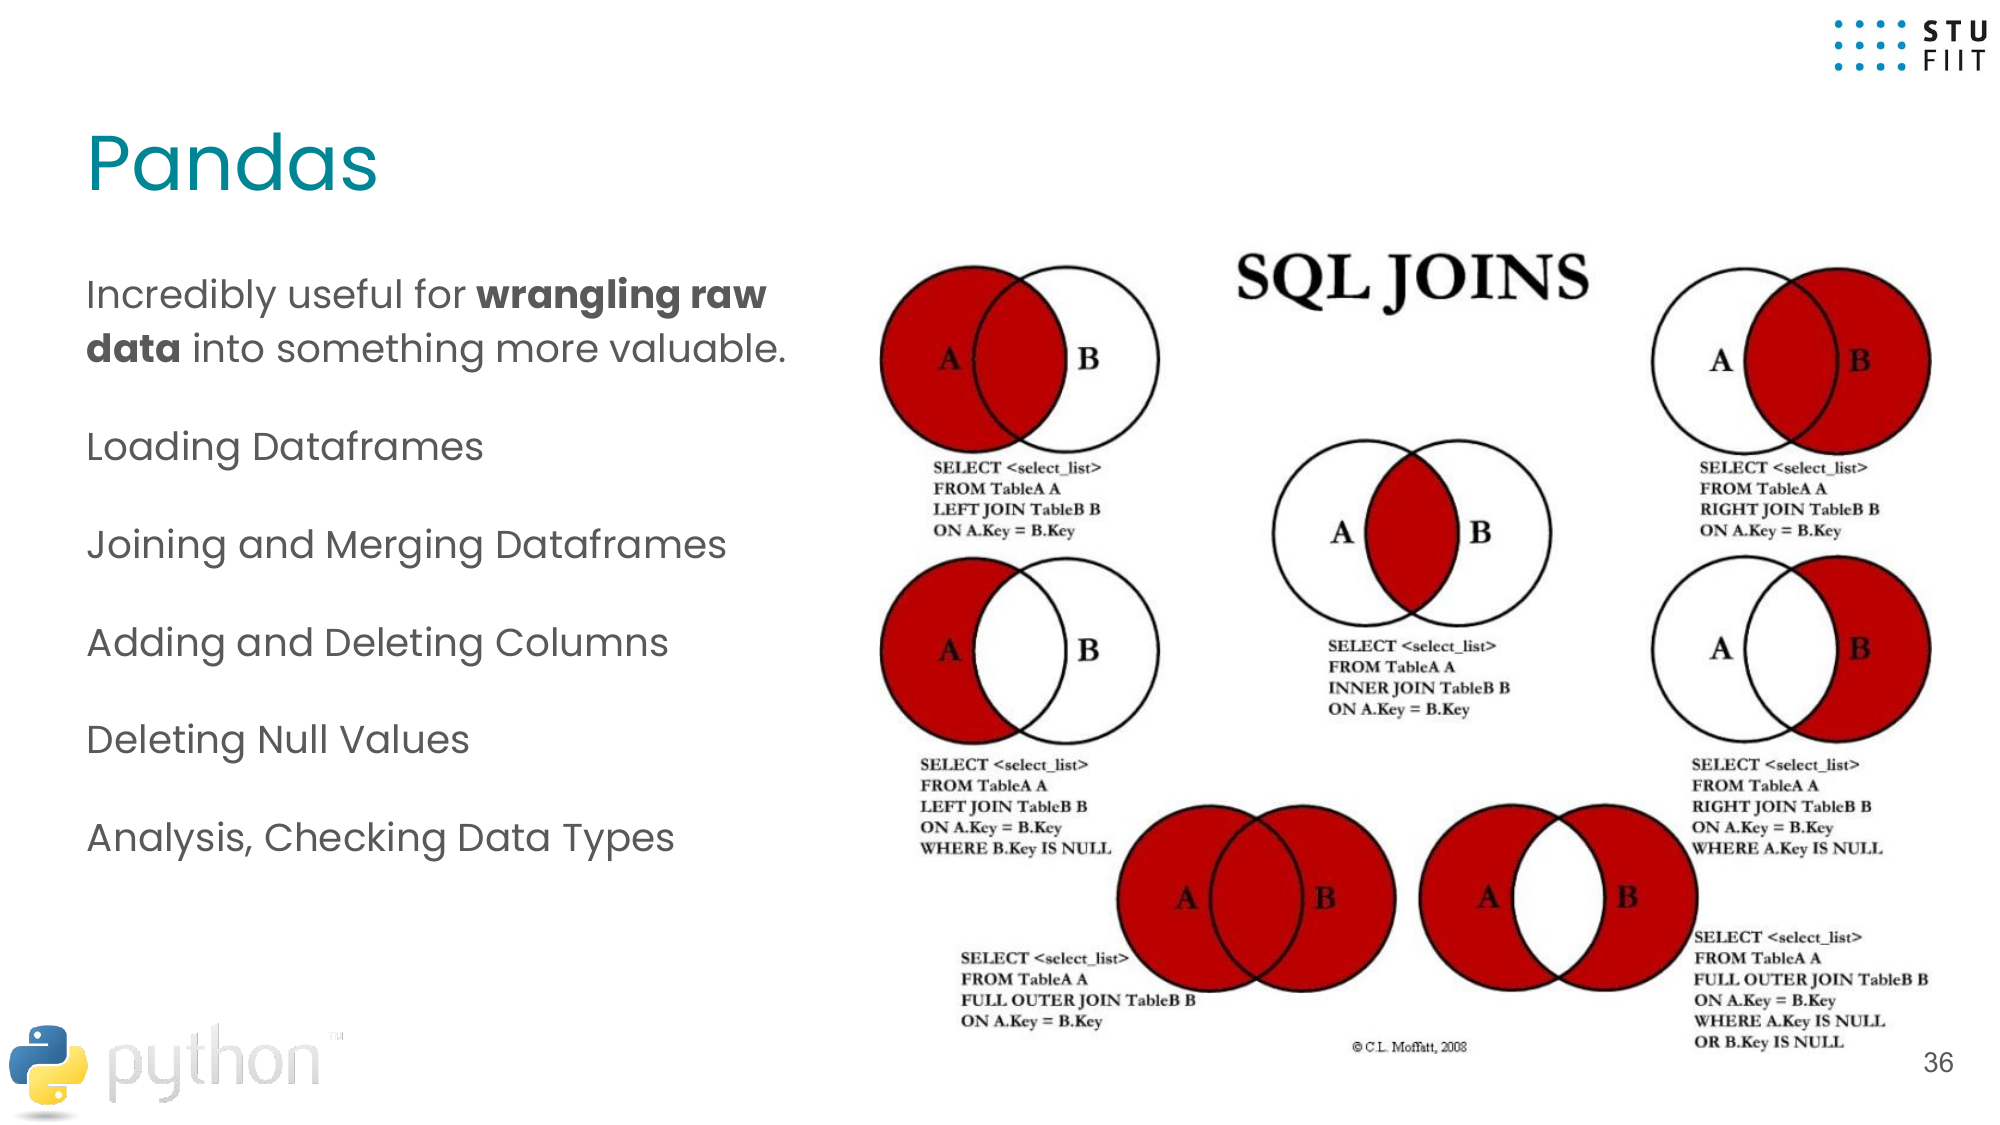 STU
FIIT
Pandas
Incredibly useful for wrangling raw
data into something more valuable.
Loading Dataframes
Joining and Merging Dataframes
Adding and Deleting Columns
Deleting Null Values
Analysis, Checking Data Types
SQL JOINS
A B
SELECT <select_list>
FROM TableA A
LEFT JOIN TableB B
ON A.Key = B.Key
A B
SELECT <select_list>
FROM TableA A
RIGHT JOIN TableB B
ON A.Key = B.Key
A B
SELECT <select_list>
FROM TableA A
INNER JOIN TableB B
ON A.Key = B.Key
A B
SELECT <select_list>
FROM TableA A
LEFT JOIN TableB B
ON A.Key = B.Key
WHERE B.Key IS NULL
A B
SELECT <select_list>
FROM TableA A
RIGHT JOIN TableB B
ON A.Key = B.Key
WHERE A.Key IS NULL
A B
SELECT <select_list>
FROM TableA A
FULL OUTER JOIN TableB B
ON A.Key = B.Key
A B
SELECT <select_list>
FROM TableA A
FULL OUTER JOIN TableB B
ON A.Key = B.Key
WHERE A.Key IS NULL
OR B.Key IS NULL
© C.L. Moffatt, 2008
python™
36